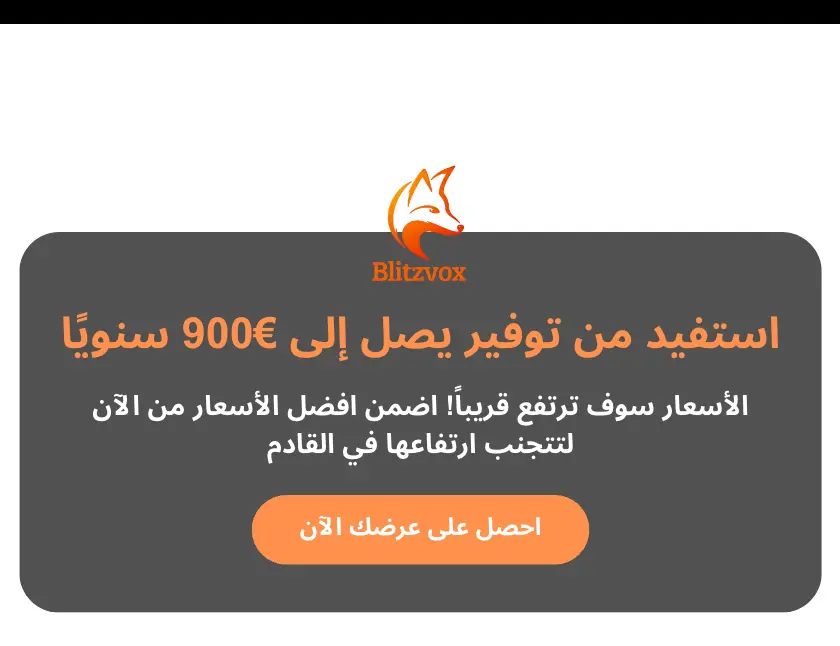 Blitzvox
استفيد من توفير يصل إلى €900 سنويًا
الأسعار سوف ترتفع قريباً! اضمن افضل الأسعار من الآن
لتتجنب ارتفاعها في القادم
احصل على عرضك الآن